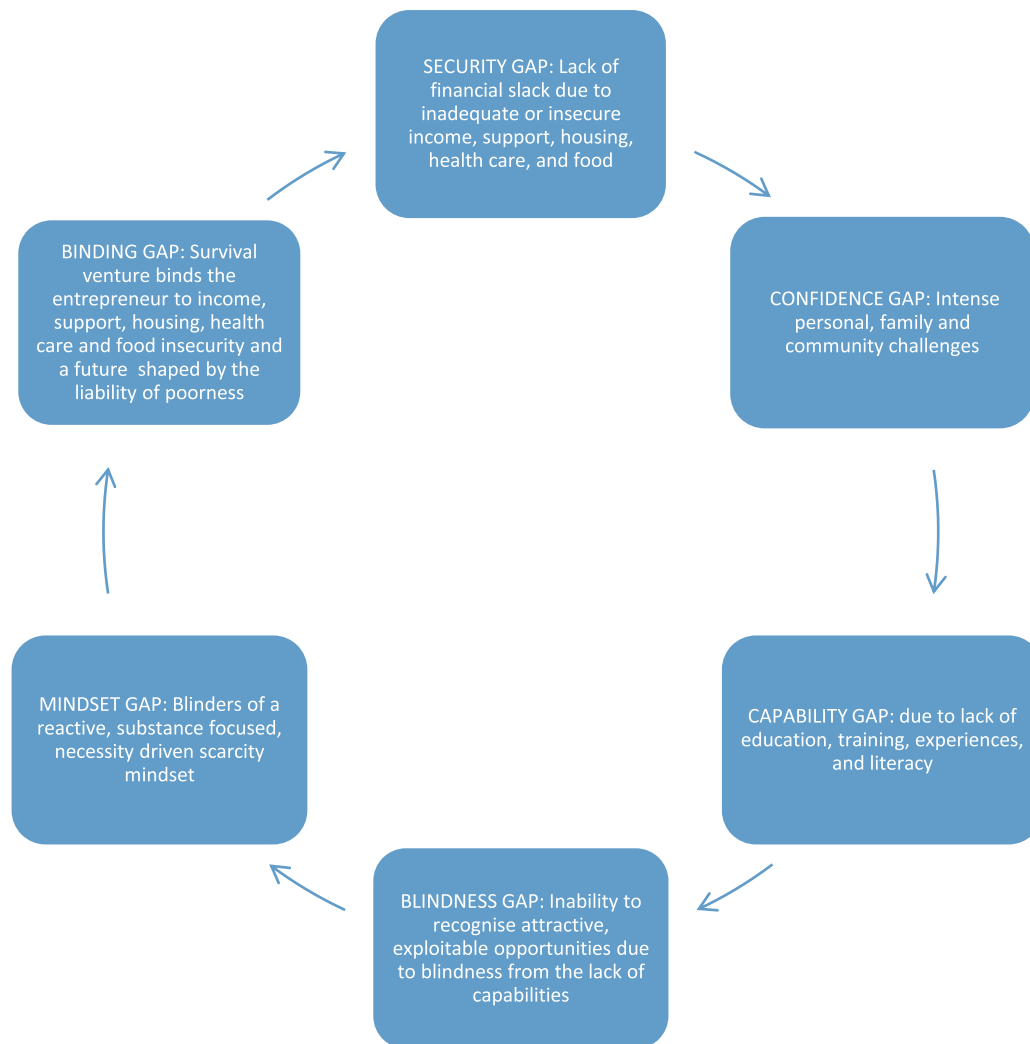 SECURITY GAP: Lack of
financial slack due to
inadequate or insecure
income, support, housing,
health care, and food
CONFIDENCE GAP: Intense
personal, family and
community challenges
CAPABILITY GAP: due to lack of
education, training, experiences,
and literacy
BLINDNESS GAP: Inability to
recognise attractive,
exploitable opportunities due
to blindness from the lack of
capabilities
MINDSET GAP: Blinders of a
reactive, substance focused,
necessity driven scarcity
mindset
BINDING GAP: Survival
venture binds the
entrepreneur to income,
support, housing, health
care and food insecurity and
a future shaped by the
liability of poorness